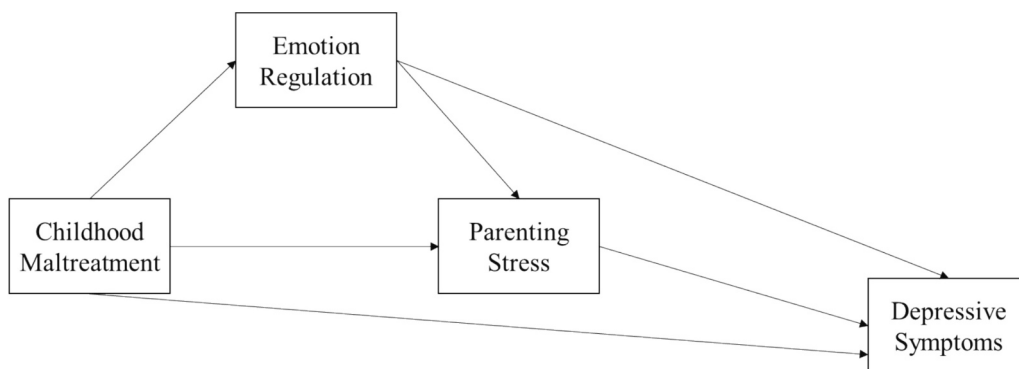 Emotion
Regulation
Childhood
Maltreatment
Parenting
Stress
Depressive
Symptoms